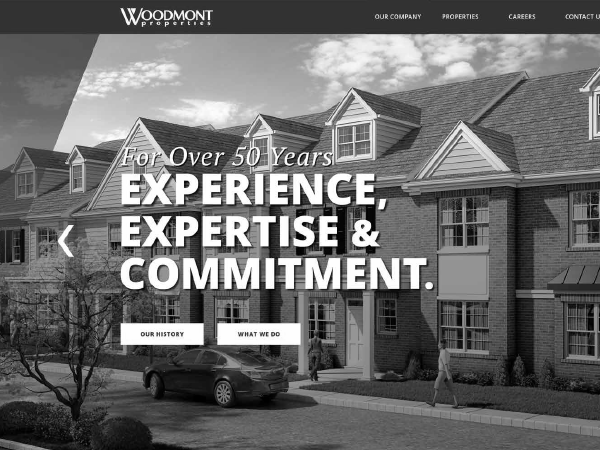 WOODMONT
properties
OUR COMPANY
PROPERTIES
CAREERS
CONTACT U
For Over 50 Years
EXPERIENCE,
EXPERTISE &
COMMITMENT.
OUR HISTORY
WHAT WE DO